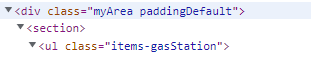 <div class="myArea paddingDefault">
<section>
<ul class="items-gasStation">